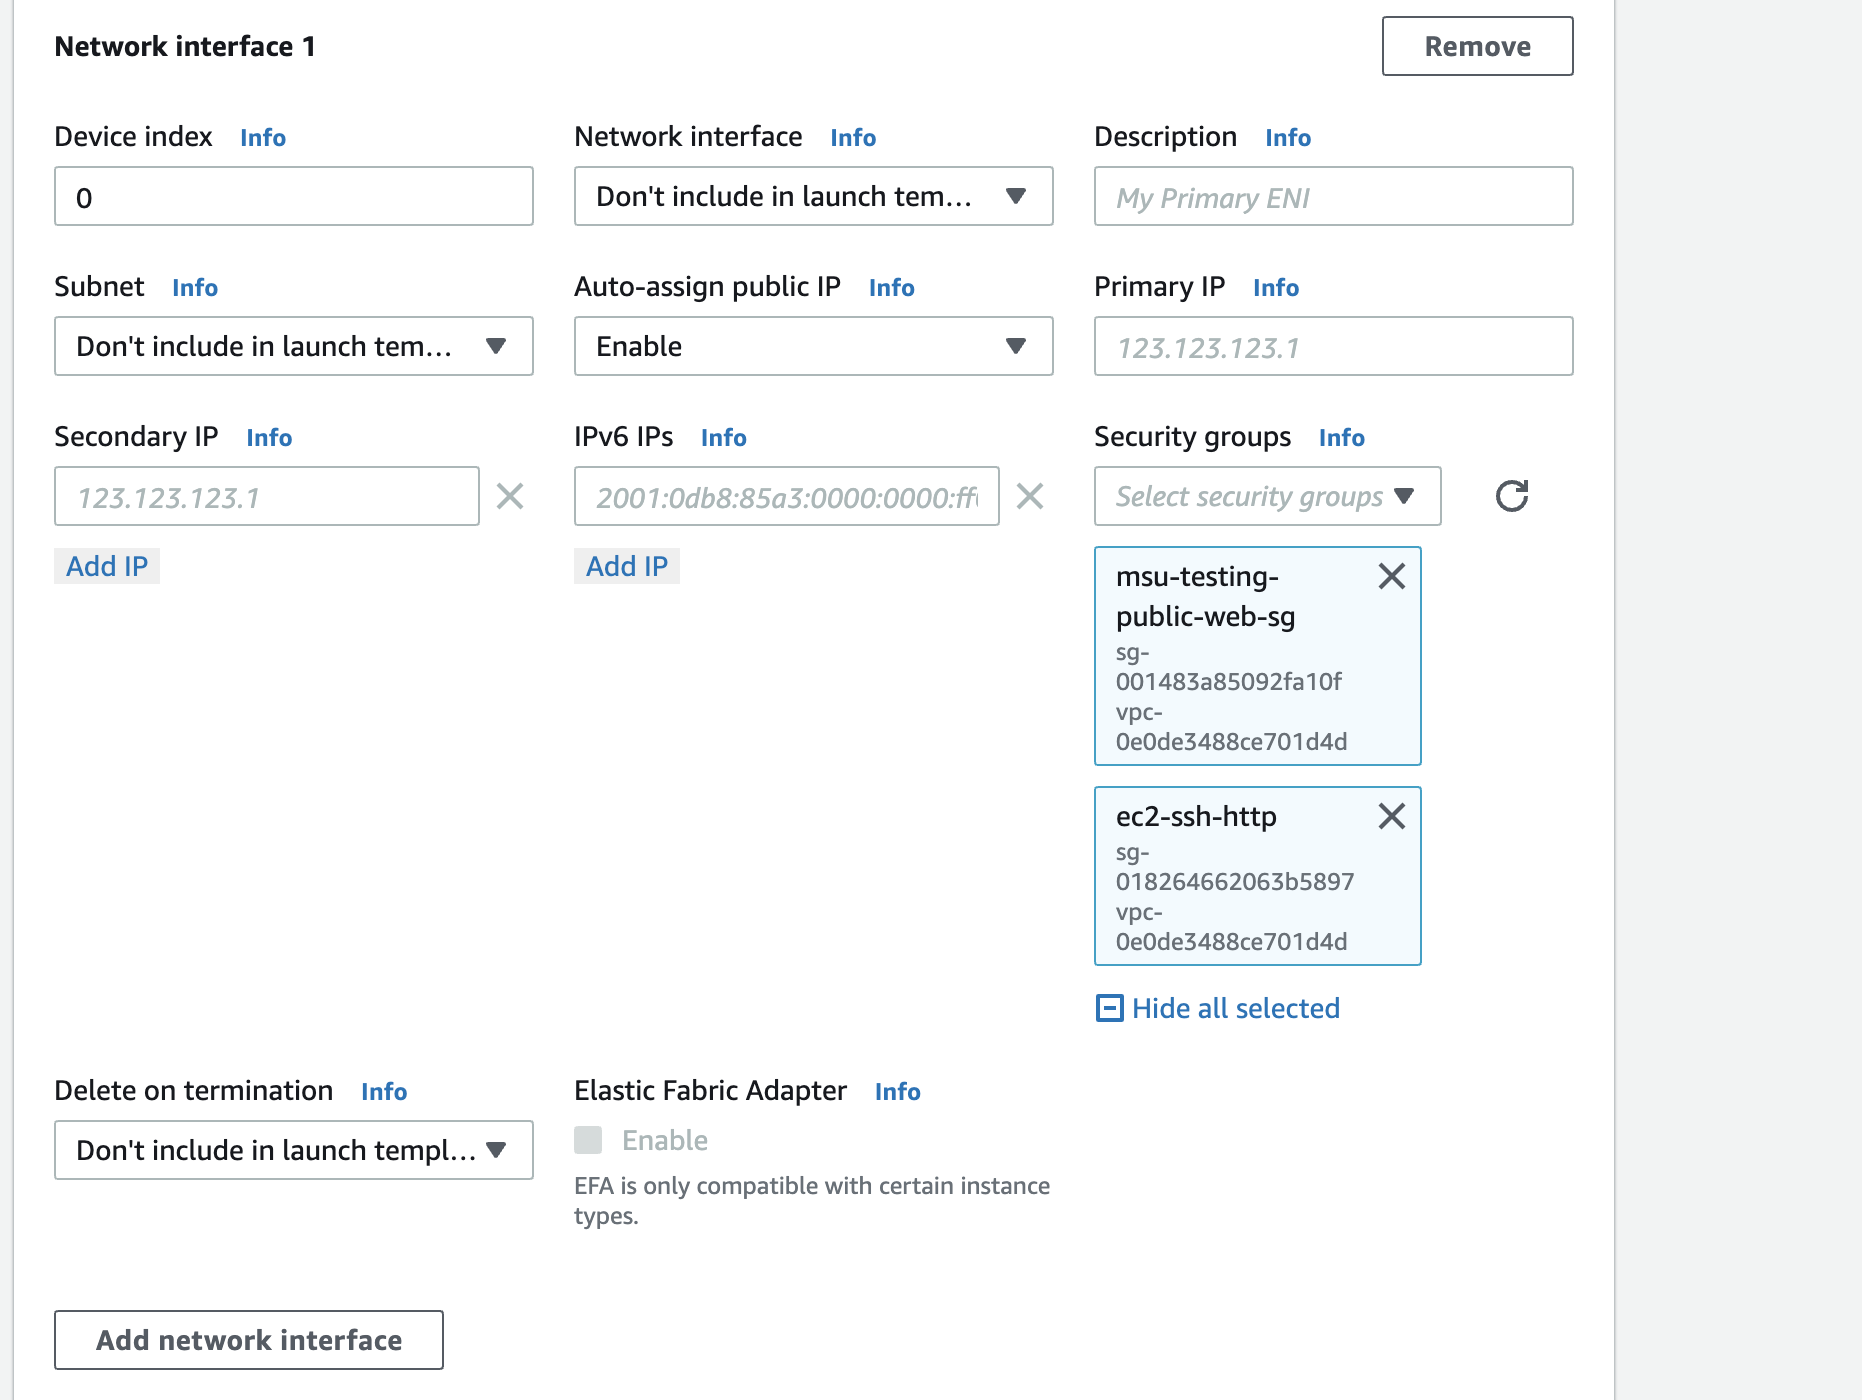 Network interface 1
Remove
Device index Info
Network interface Info
Description Info
0
Don't include in launch tem...
My Primary ENI
Subnet Info
Auto-assign public IP Info
Primary IP Info
Don't include in launch tem...
Enable
123.123.123.1
Secondary IP Info
IPv6 IPs Info
Security groups Info
123.123.123.1
2001:0db8:85a3:0000:0000:ff
Select security groups
Add IP
Add IP
msu-testing-
public-web-sg
sg-
001483a85092fa10f
vpc-
0e0de3488ce701d4d
ec2-ssh-http
sg-
018264662063b5897
vpc-
0e0de3488ce701d4d
Hide all selected
Delete on termination Info
Elastic Fabric Adapter Info
Don't include in launch templ...
Enable
EFA is only compatible with certain instance
types.
Add network interface